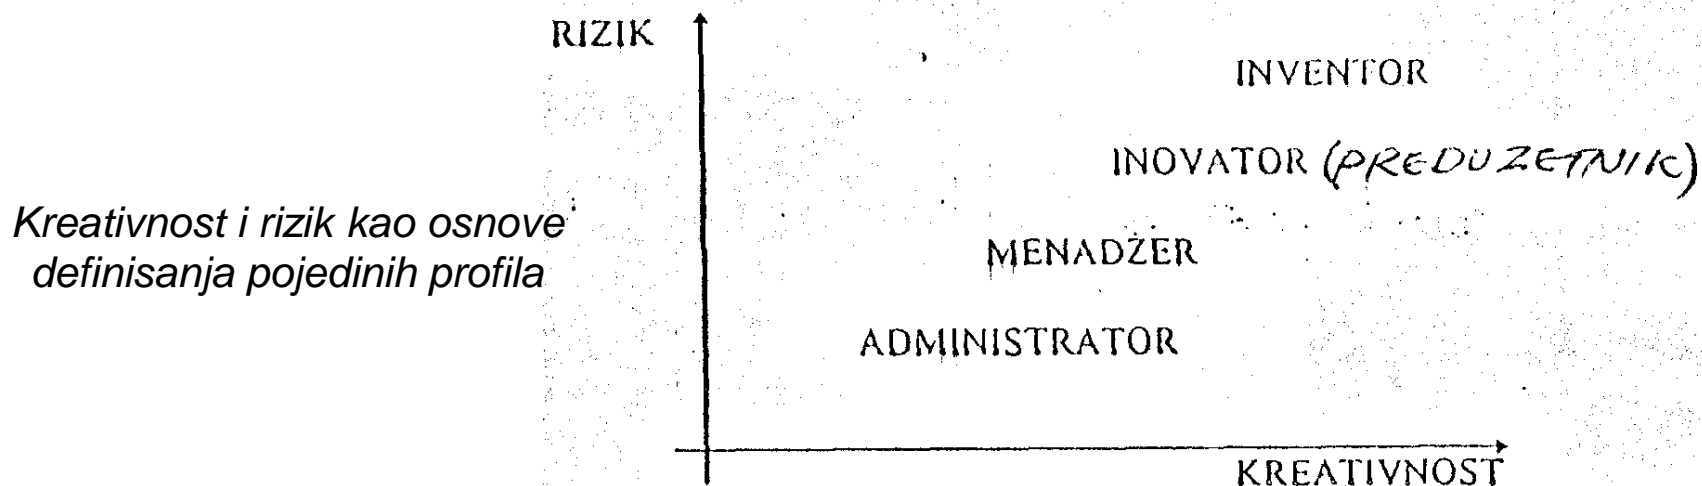 RIZIK
INVENTOR
INOVATOR (PREDUZETNIK)
Kreativnost i rizik kao osnove
definisanja pojedinih profila
MENADŽER
ADMINISTRATOR
KREATIVNOST